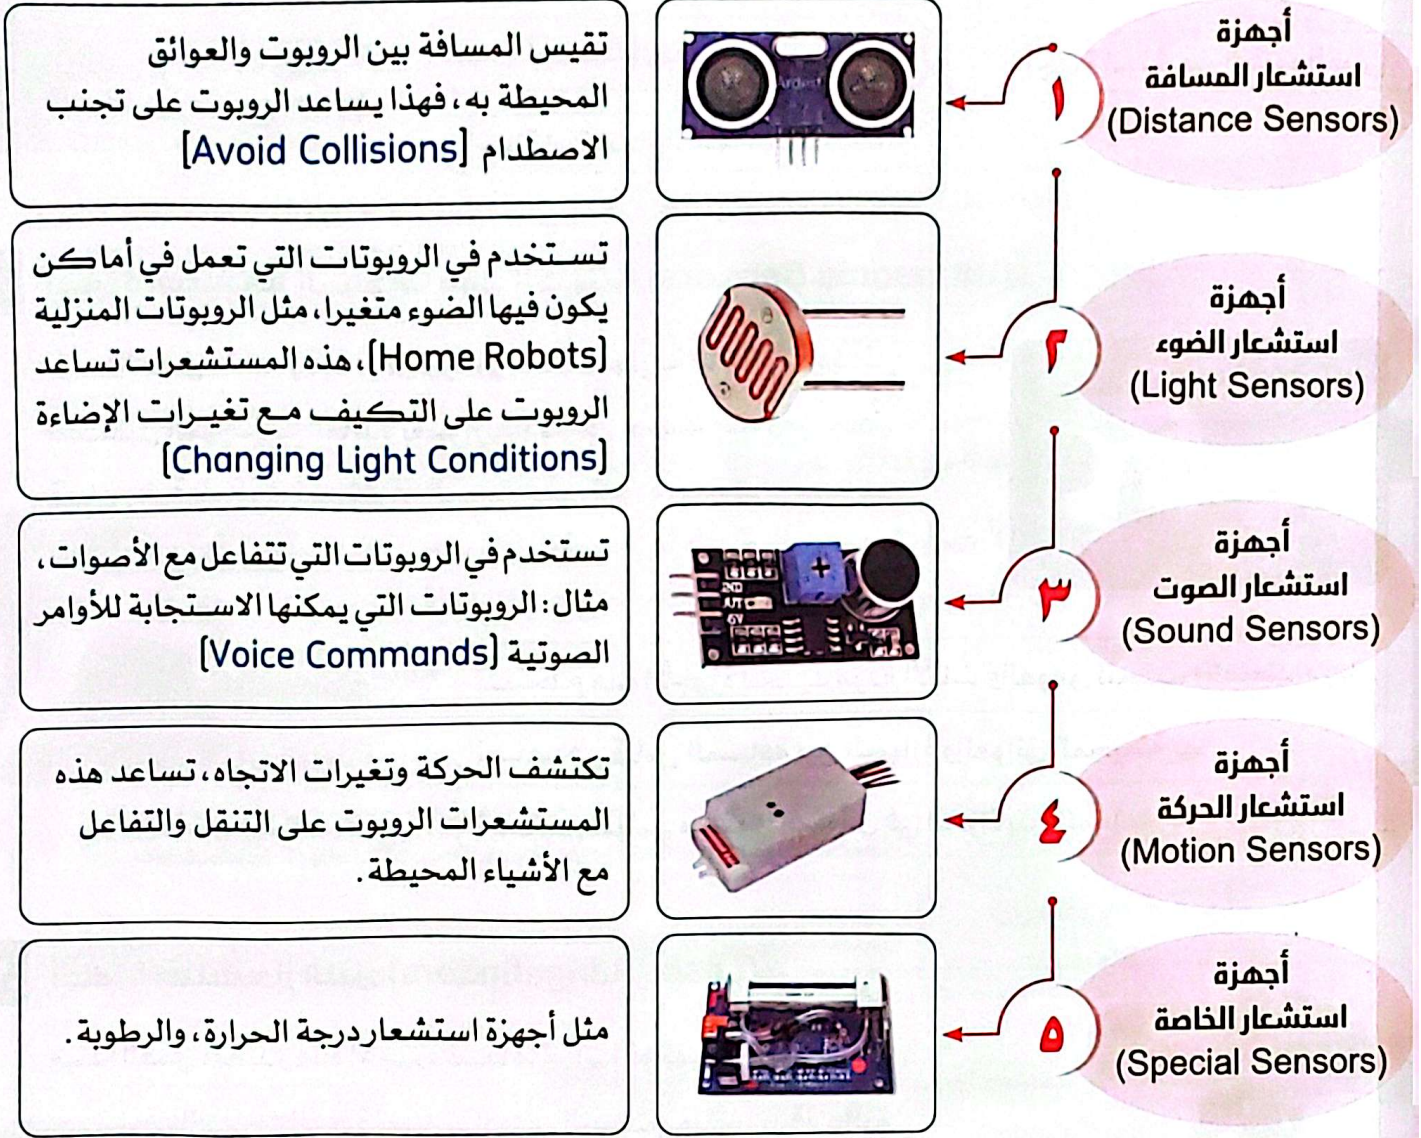 أجهزة
استشعار المسافة
(Distance Sensors)
١
تقيس المسافة بين الروبوت والعوائق
المحيطة به، فهذا يساعد الروبوت على تجنب
الاصطدام [Avoid Collisions]
أجهزة
استشعار الضوء
(Light Sensors)
٢
تستخدم في الروبوتات التي تعمل في أماكن
يكون فيها الضوء متغيرا، مثل الروبوتات المنزلية
[Home Robots]، هذه المستشعرات تساعد
الروبوت على التكيف مع تغيرات الإضاءة
[Changing Light Conditions]
أجهزة
استشعار الصوت
(Sound Sensors)
٣
تستخدم في الروبوتات التي تتفاعل مع الأصوات،
مثال: الروبوتات التي يمكنها الاستجابة للأوامر
الصوتية [Voice Commands]
أجهزة
استشعار الحركة
(Motion Sensors)
٤
تكتشف الحركة وتغيرات الاتجاه، تساعد هذه
المستشعرات الروبوت على التنقل والتفاعل
مع الأشياء المحيطة.
أجهزة
استشعار الخاصة
(Special Sensors)
٥
مثل أجهزة استشعار درجة الحرارة، والرطوبة.